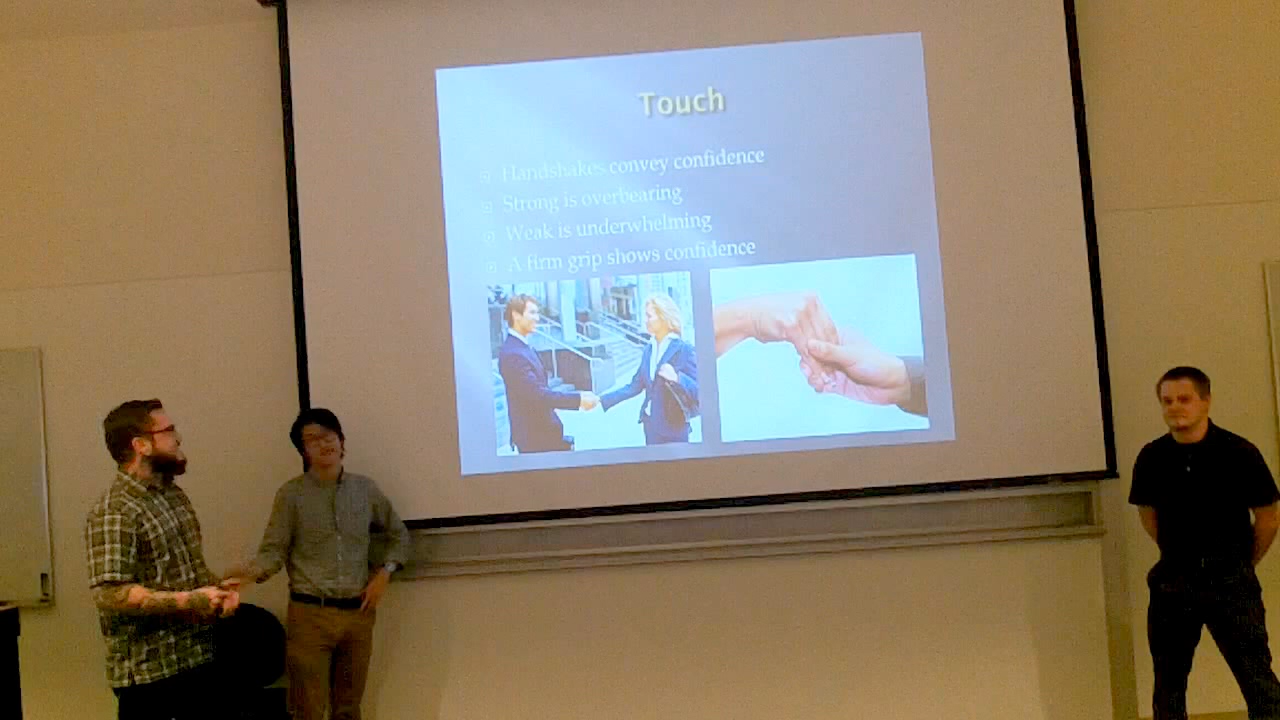 Touch
Handshakes convey confidence
Strong is overbearing
Weak is underwhelming
A firm grip shows confidence